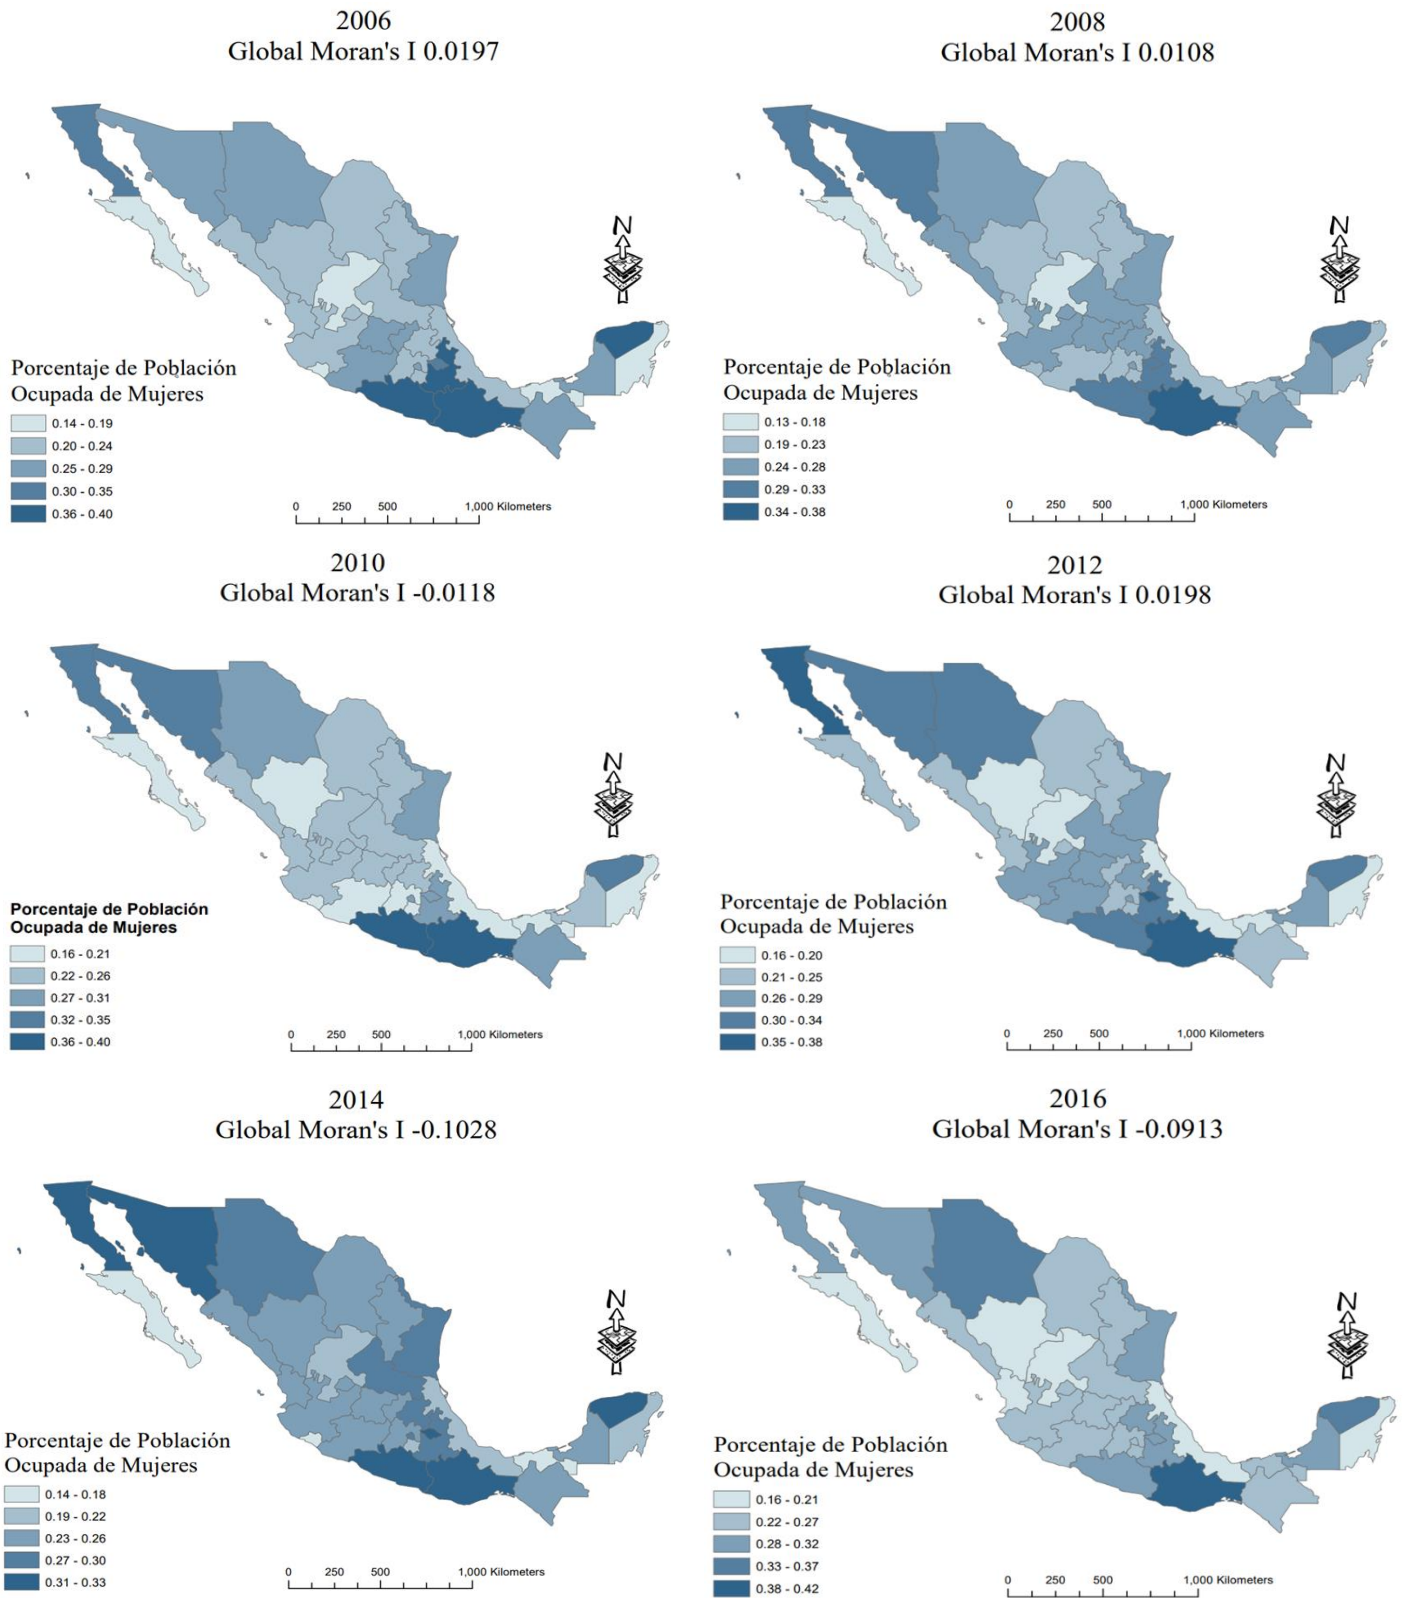 2006
Global Moran's I 0.0197
N
Porcentaje de Población
Ocupada de Mujeres
0.14 - 0.19
0.20 - 0.24
0.25 - 0.29
0.30 - 0.35
0.36 - 0.40
0 250 500 1,000 Kilometers
2008
Global Moran's I 0.0108
N
Porcentaje de Población
Ocupada de Mujeres
0.13 - 0.18
0.19 - 0.23
0.24 - 0.28
0.29 - 0.33
0.34 - 0.38
0 250 500 1,000 Kilometers
2010
Global Moran's I -0.0118
N
Porcentaje de Población
Ocupada de Mujeres
0.16 - 0.21
0.22 - 0.26
0.27 - 0.31
0.32 - 0.35
0.36 - 0.40
0 250 500 1,000 Kilometers
2012
Global Moran's I 0.0198
N
Porcentaje de Población
Ocupada de Mujeres
0.16 - 0.20
0.21 - 0.25
0.26 - 0.29
0.30 - 0.34
0.35 - 0.38
0 250 500 1,000 Kilometers
2014
Global Moran's I -0.1028
N
Porcentaje de Población
Ocupada de Mujeres
0.14 - 0.18
0.19 - 0.22
0.23 - 0.26
0.27 - 0.30
0.31 - 0.33
0 250 500 1,000 Kilometers
2016
Global Moran's I -0.0913
N
Porcentaje de Población
Ocupada de Mujeres
0.16 - 0.21
0.22 - 0.27
0.28 - 0.32
0.33 - 0.37
0.38 - 0.42
0 250 500 1,000 Kilometers